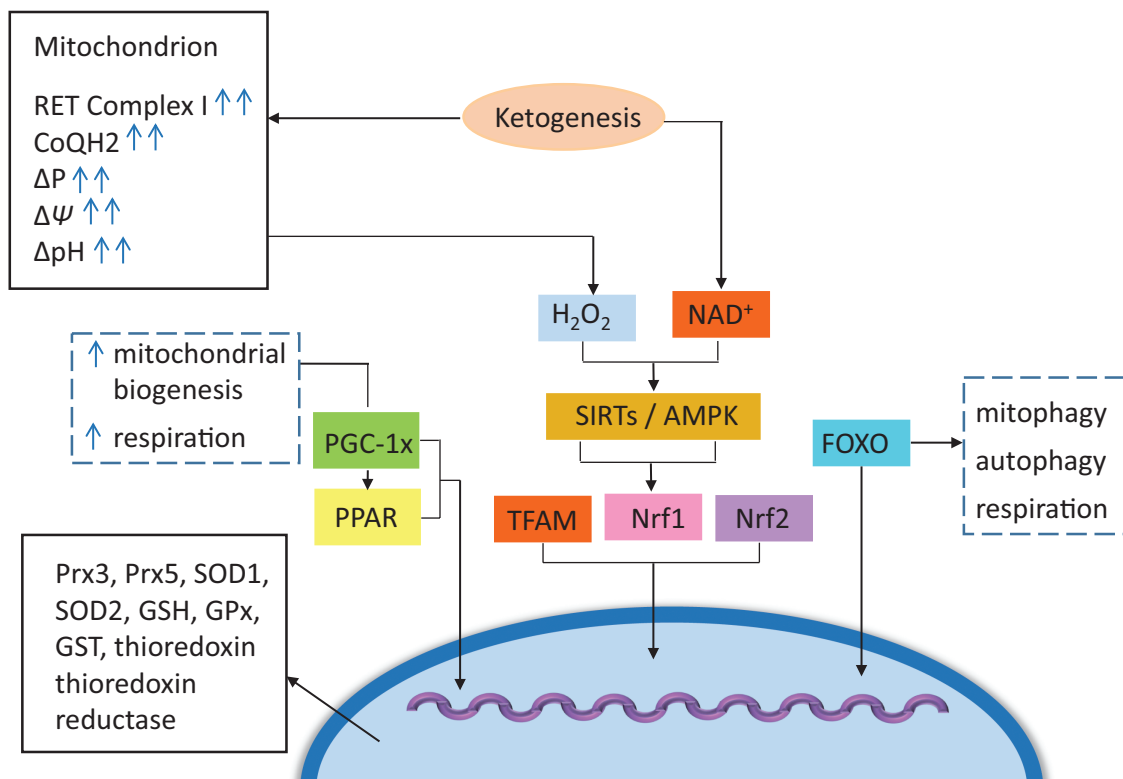 Mitochondrion
RET Complex I ↑↑
CoQH2 ↑↑
ΔP ↑↑
ΔΨ ↑↑
ΔpH ↑↑
Ketogenesis
H₂O₂
NAD⁺
↑ mitochondrial
biogenesis
↑ respiration
SIRTs / AMPK
PGC-1x
PPAR
FOXO
mitophagy
autophagy
respiration
TFAM
Nrf1
Nrf2
Prx3, Prx5, SOD1,
SOD2, GSH, GPx,
GST, thioredoxin
thioredoxin
reductase